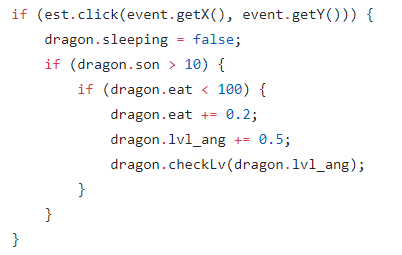 if (est.click(event.getX(), event.getY())) {
    dragon.sleeping = false;
    if (dragon.son > 10) {
        if (dragon.eat < 100) {
            dragon.eat += 0.2;
            dragon.lvl_ang += 0.5;
            dragon.checkLv(dragon.lvl_ang);
        }
    }
}